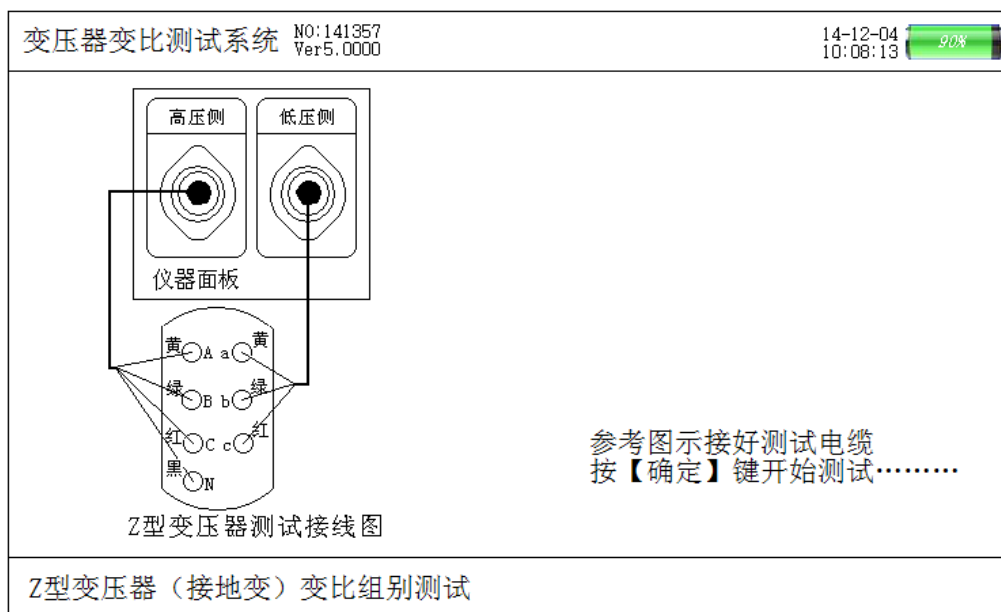 变压器变比测试系统 NO:141357
Ver5.0000
14-12-04
10:08:13
90%
高压侧 低压侧
仪器面板
黄 A a 黄
绿 B b 绿
红 C c 红
黑 N
Z型变压器测试接线图
参考图示接好测试电缆
按【确定】键开始测试………
Z型变压器（接地变）变比组别测试